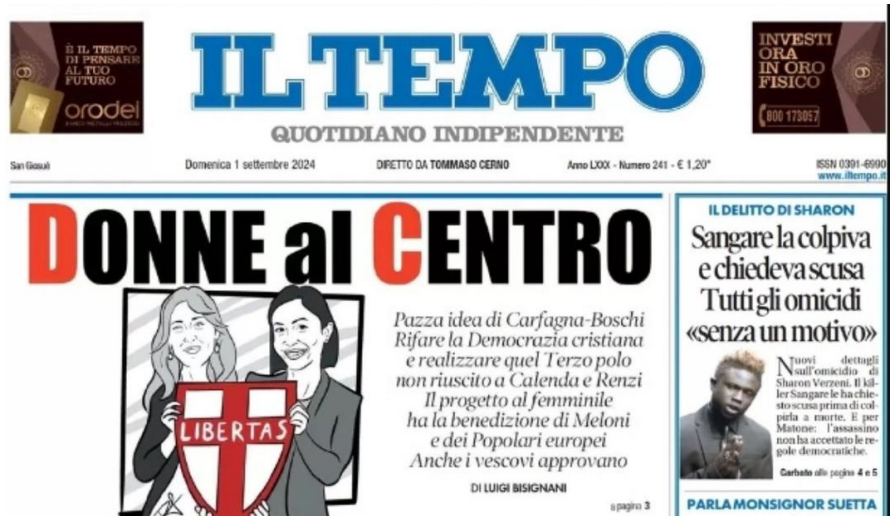 È IL TEMPO
DI PENSARE
AL TUO
FUTURO
orodei
IL TEMPO
QUOTIDIANO INDIPENDENTE
INVESTI
ORA
IN ORO
FISICO
800 173057
San Giosuè
Domenica 1 settembre 2024
DIRETTO DA TOMMASO CERNO
Anno LXXX - Numero 241 - € 1,20*
ISSN 0391-6990
www.iltempo.it
DONNE al CENTRO
Pazza idea di Carfagna-Boschi
Rifare la Democrazia cristiana
e realizzare quel Terzo polo
non riuscito a Calenda e Renzi
Il progetto al femminile
ha la benedizione di Meloni
e dei Popolari europei
Anche i vescovi approvano
DI LUIGI BISIGNANI
a pagina 3
LIBERTAS
IL DELITTO DI SHARON
Sangare la colpiva
e chiedeva scusa
Tutti gli omicidi
«senza un motivo»
Nuovi dettagli
sull'omicidio di
Sharon Verzeni. Il kil-
ler Sangare le ha chie-
sto scusa prima di col-
pirla a morte. E per
Matone: l'assassino
non ha accettato le re-
gole democratiche.
Garbato alle pagine 4 e 5
PARLA MONSIGNOR SUETTA